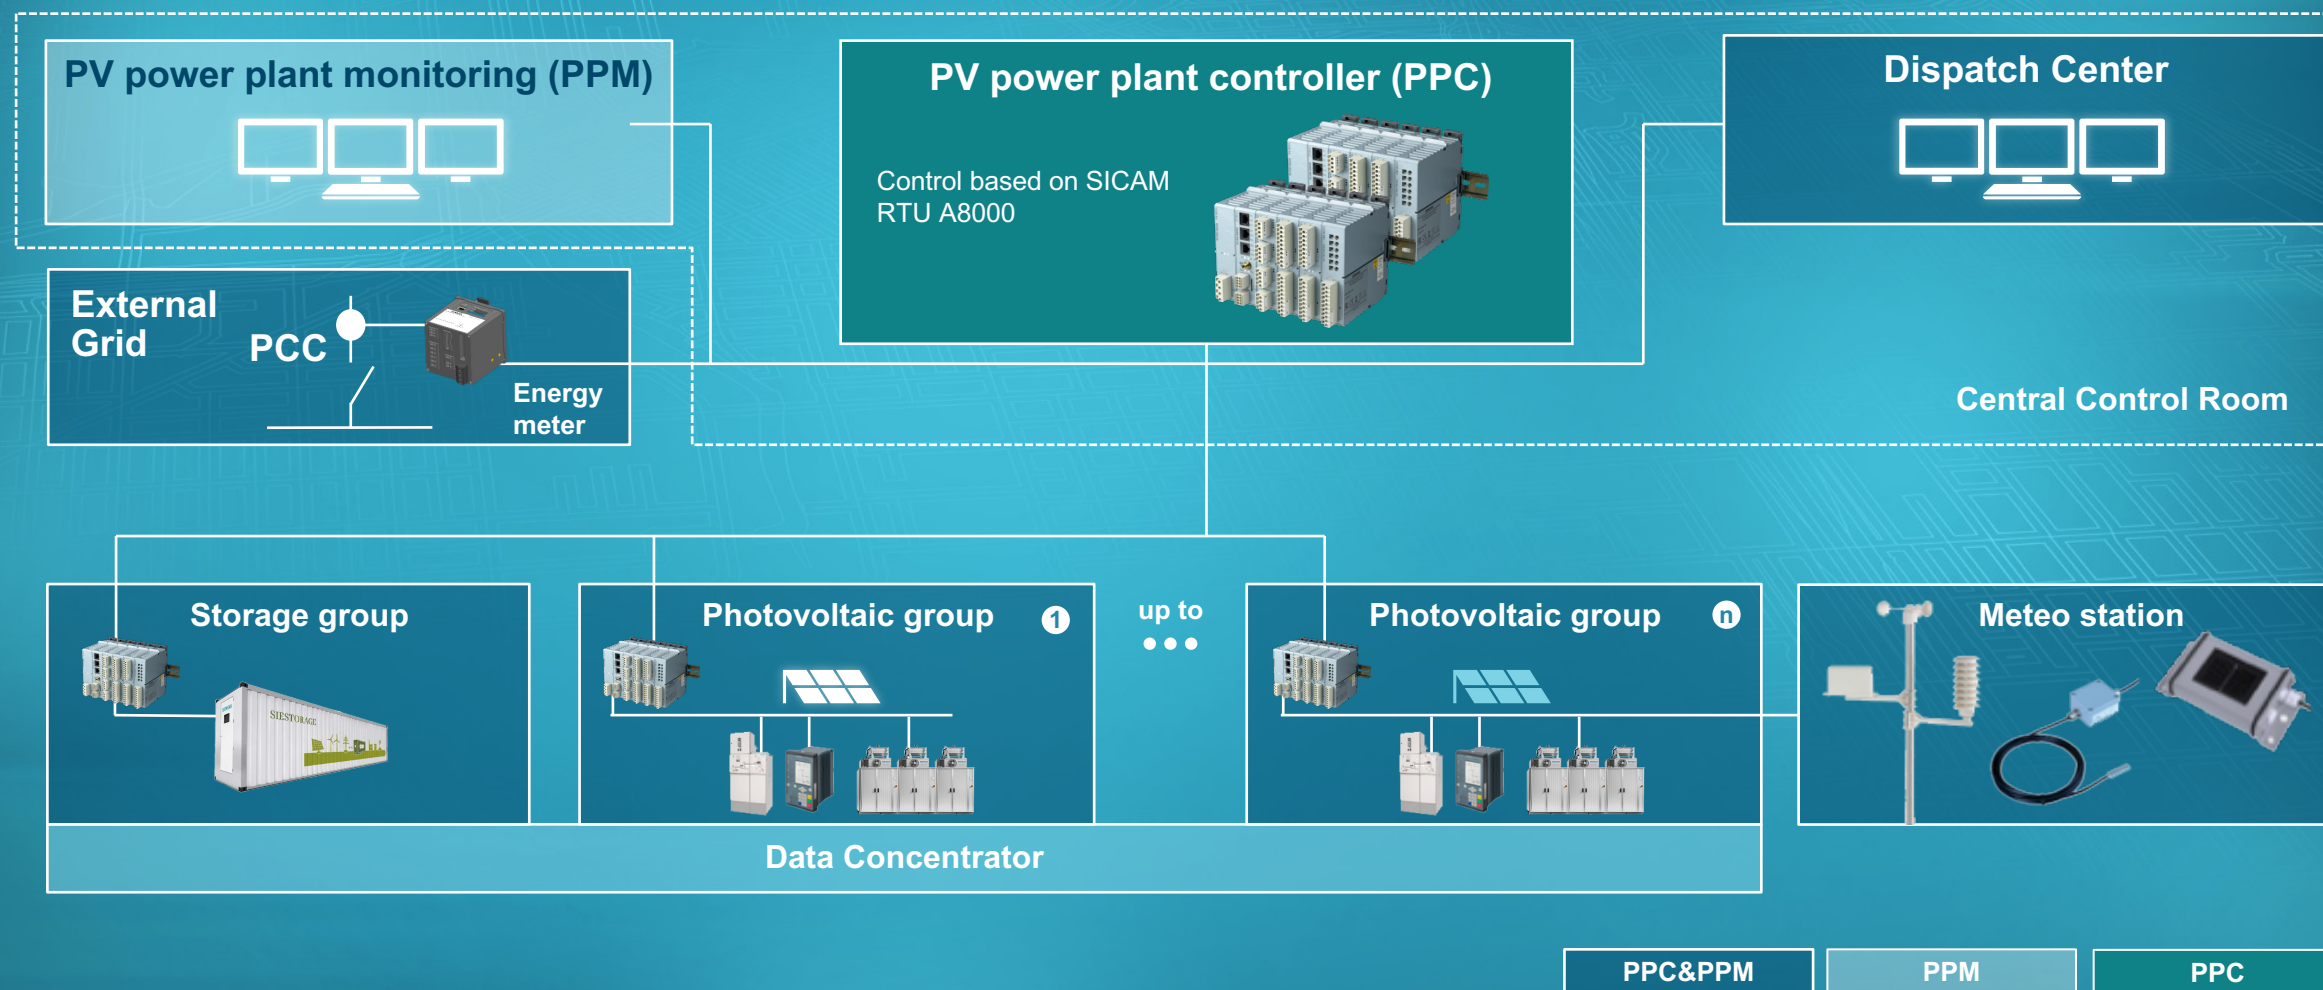 PV power plant monitoring (PPM)
PV power plant controller (PPC)
Control based on SICAM
RTU A8000
Dispatch Center
External
Grid
PCC
Energy
meter
Central Control Room
Storage group
SIESTORAGE
Photovoltaic group
1
up to
Photovoltaic group
n
Meteo station
Data Concentrator
PPC&PPM
PPM
PPC